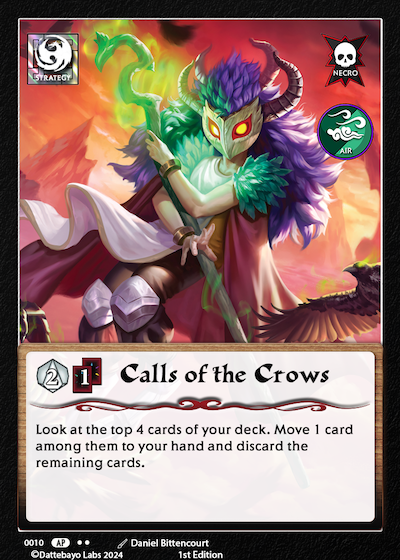 STRATEGY
NECRO
AIR
2 1 Calls of the Crows
Look at the top 4 cards of your deck. Move 1 card
among them to your hand and discard the
remaining cards.
0010 AP •• Daniel Bittencourt
©Dattebayo Labs 2024 1st Edition